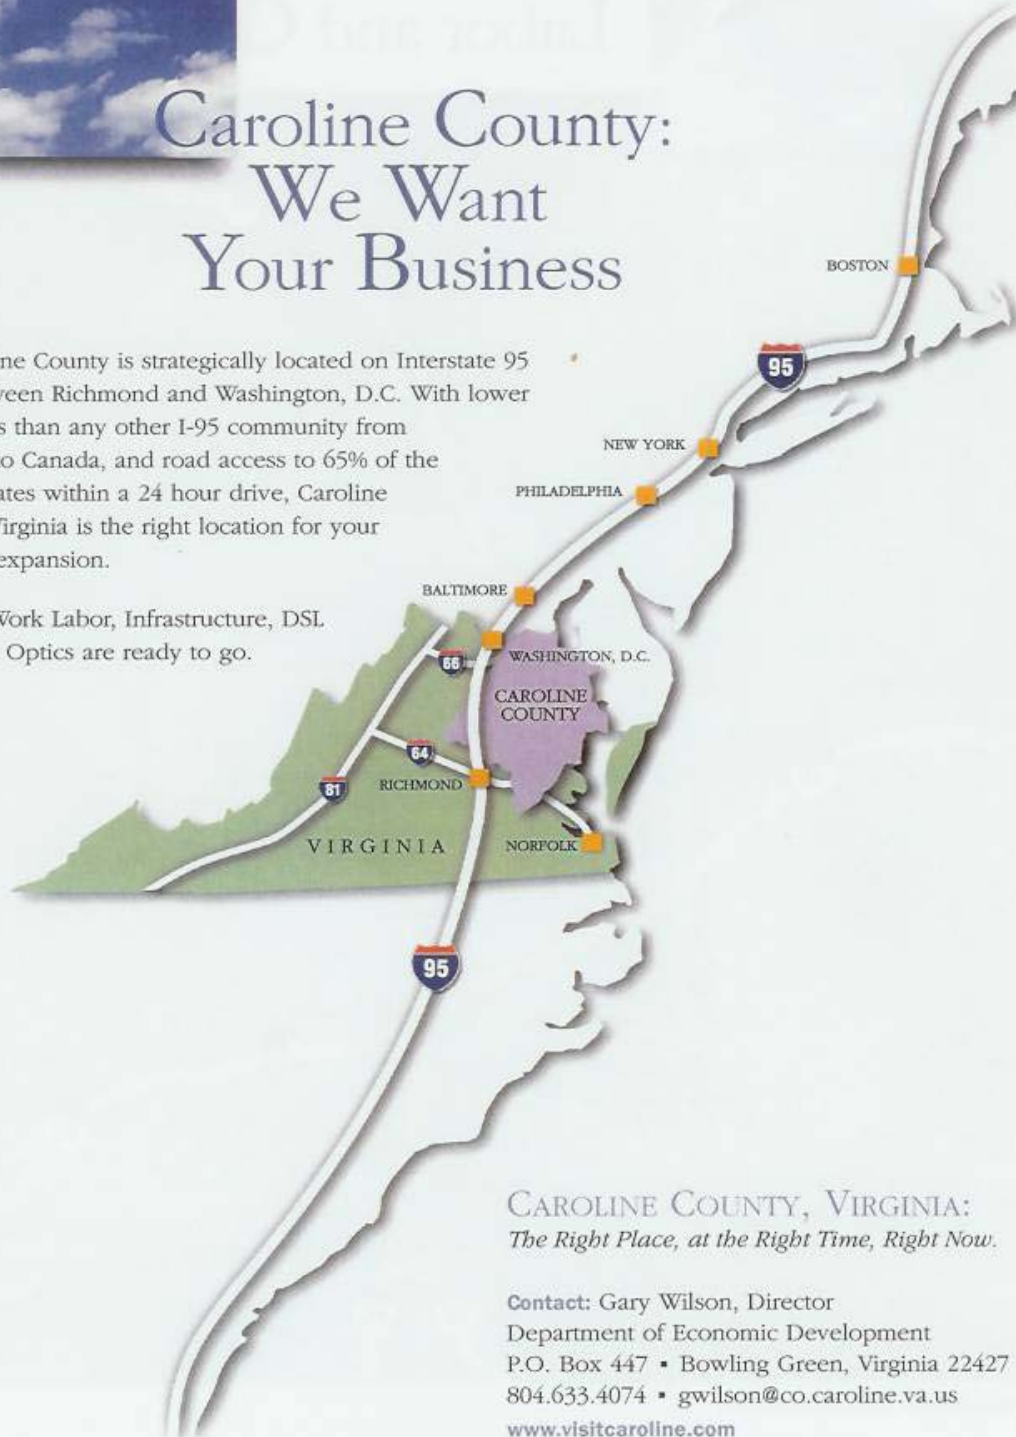 Caroline County:
We Want
Your Business
ne County is strategically located on Interstate 95
een Richmond and Washington, D.C. With lower
s than any other I-95 community from
o Canada, and road access to 65% of the
ates within a 24 hour drive, Caroline
Virginia is the right location for your
expansion.
Work Labor, Infrastructure, DSL
Optics are ready to go.
BOSTON
95
NEW YORK
PHILADELPHIA
BALTIMORE
66
WASHINGTON, D.C.
CAROLINE
COUNTY
64
81
RICHMOND
VIRGINIA
NORFOLK
95
CAROLINE COUNTY, VIRGINIA:
The Right Place, at the Right Time, Right Now.
Contact: Gary Wilson, Director
Department of Economic Development
P.O. Box 447 ▪ Bowling Green, Virginia 22427
804.633.4074 ▪ gwilson@co.caroline.va.us
www.visitcaroline.com